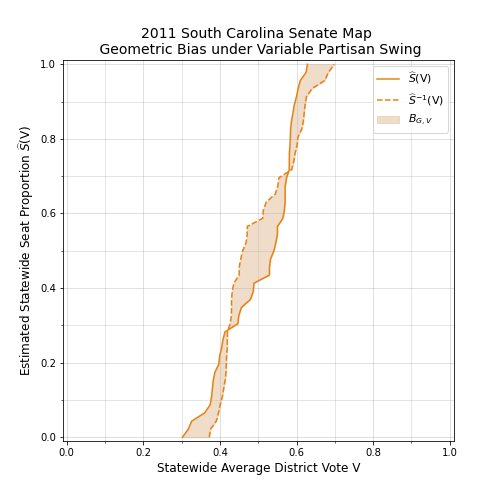 2011 South Carolina Senate Map
Geometric Bias under Variable Partisan Swing
Estimated Statewide Seat Proportion Ŝ(V)
1.0
0.8
0.6
0.4
0.2
0.0
Ŝ(V)
Ŝ⁻¹(V)
B_{G,V}
0.0 0.2 0.4 0.6 0.8 1.0
Statewide Average District Vote V